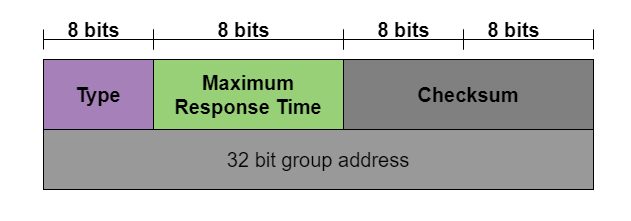 8 bits 8 bits 8 bits 8 bits
Type
Maximum
Response Time
Checksum
32 bit group address